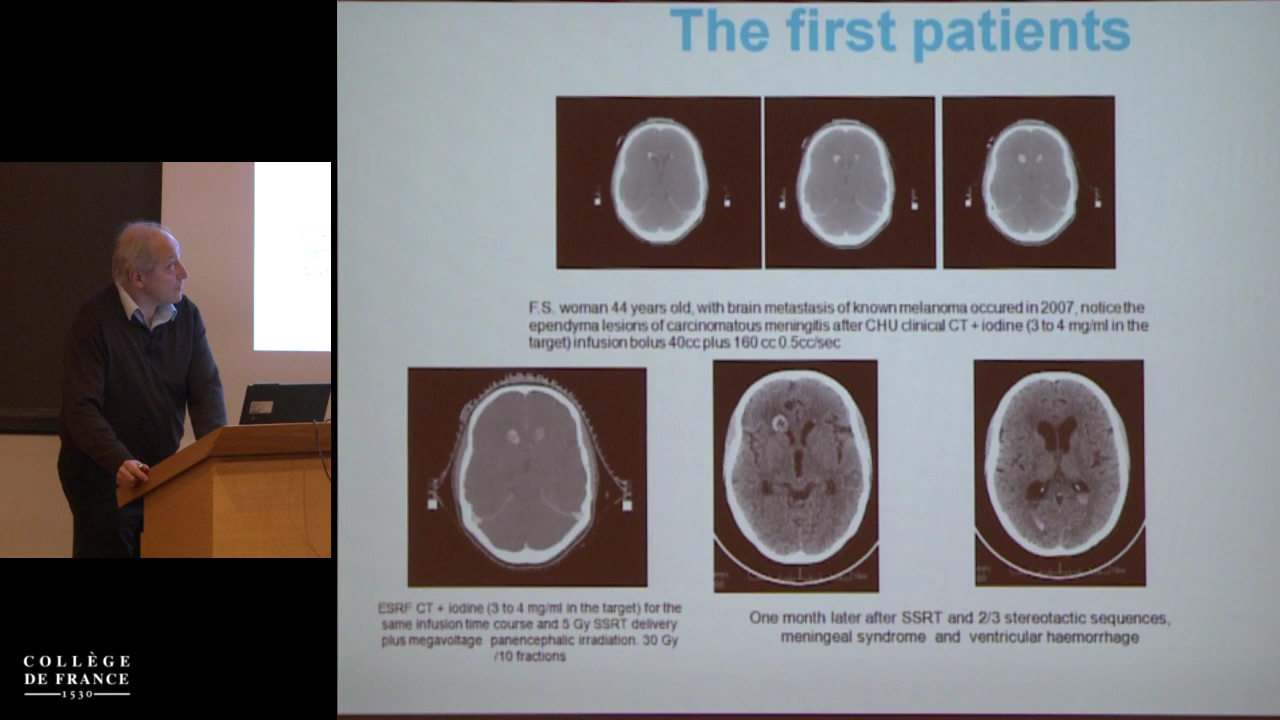 The first patients
F.S. woman 44 years old, with brain metastasis of known melanoma occured in 2007, notice the
ependyma lesions of carcinomatous meningitis after CHU clinical CT + iodine (3 to 4 mg/ml in the
target) infusion bolus 40cc plus 160 cc 0.5cc/sec
ESRF CT + iodine (3 to 4 mg/ml in the target) for the
same infusion time course and 5 Gy SSRT delivery
plus megavoltage panencephalic irradiation. 30 Gy
/10 fractions
One month later after SSRT and 2/3 stereotactic sequences,
meningeal syndrome and ventricular haemorrhage
COLLÈGE
DE FRANCE
1530